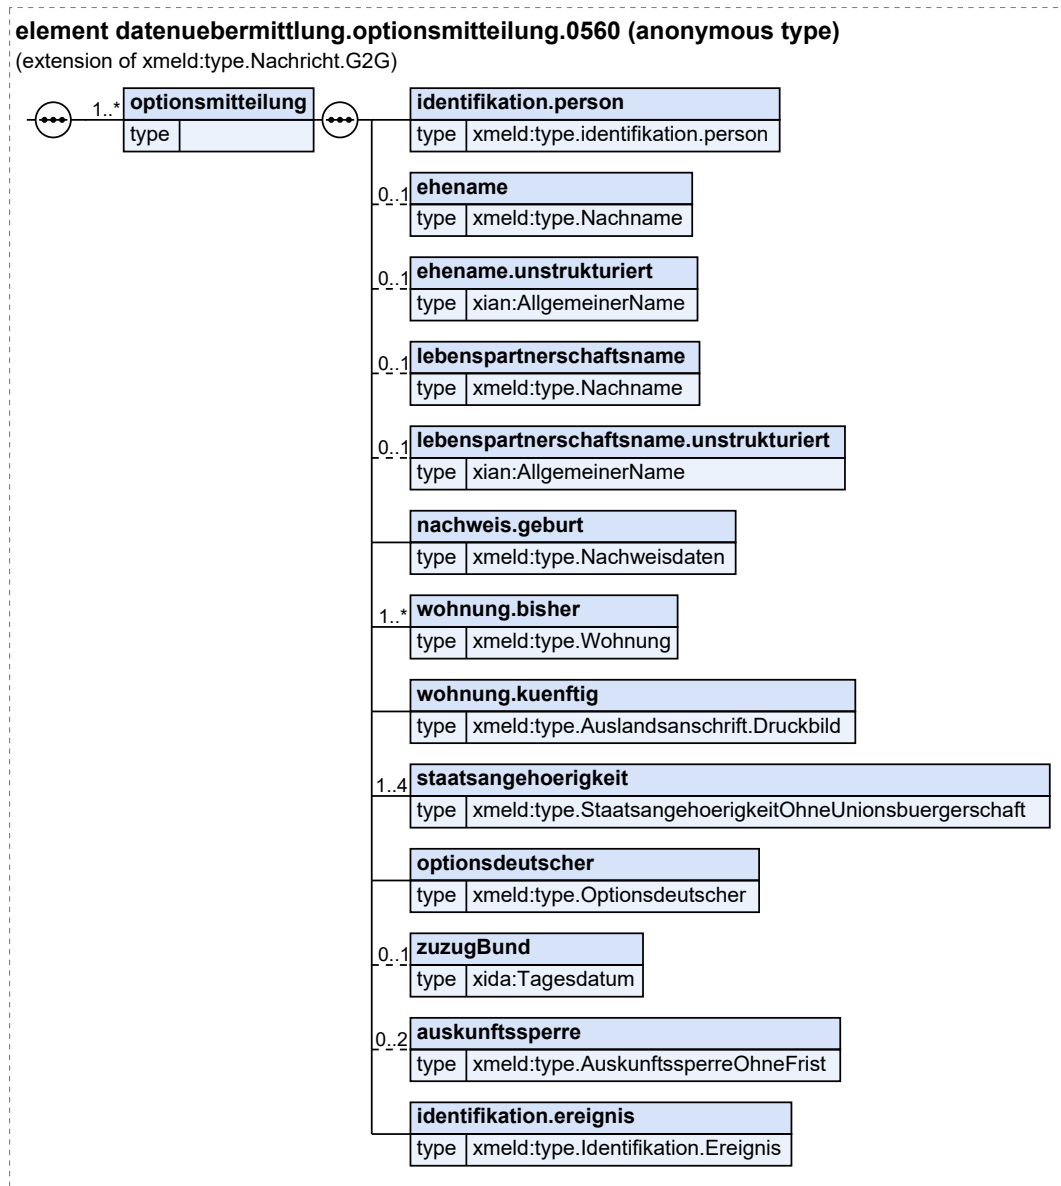 element datenuebermittlung.optionsmitteilung.0560 (anonymous type)
(extension of xmeld:type.Nachricht.G2G)
1..*
optionsmitteilung
type
identifikation.person
type xmeld:type.identifikation.person
0..1
ehename
type xmeld:type.Nachname
0..1
ehename.unstrukturiert
type xian:AllgemeinerName
0..1
lebenspartnerschaftsname
type xmeld:type.Nachname
0..1
lebenspartnerschaftsname.unstrukturiert
type xian:AllgemeinerName
nachweis.geburt
type xmeld:type.Nachweisdaten
1..*
wohnung.bisher
type xmeld:type.Wohnung
wohnung.kuenftig
type xmeld:type.Auslandsanschrift.Druckbild
1..4
staatsangehoerigkeit
type xmeld:type.StaatsangehoerigkeitOhneUnionsbuergerschaft
optionsdeutscher
type xmeld:type.Optionsdeutscher
0..1
zuzugBund
type xida:Tagesdatum
0..2
auskunftssperre
type xmeld:type.AuskunftssperreOhneFrist
identifikation.ereignis
type xmeld:type.Identifikation.Ereignis